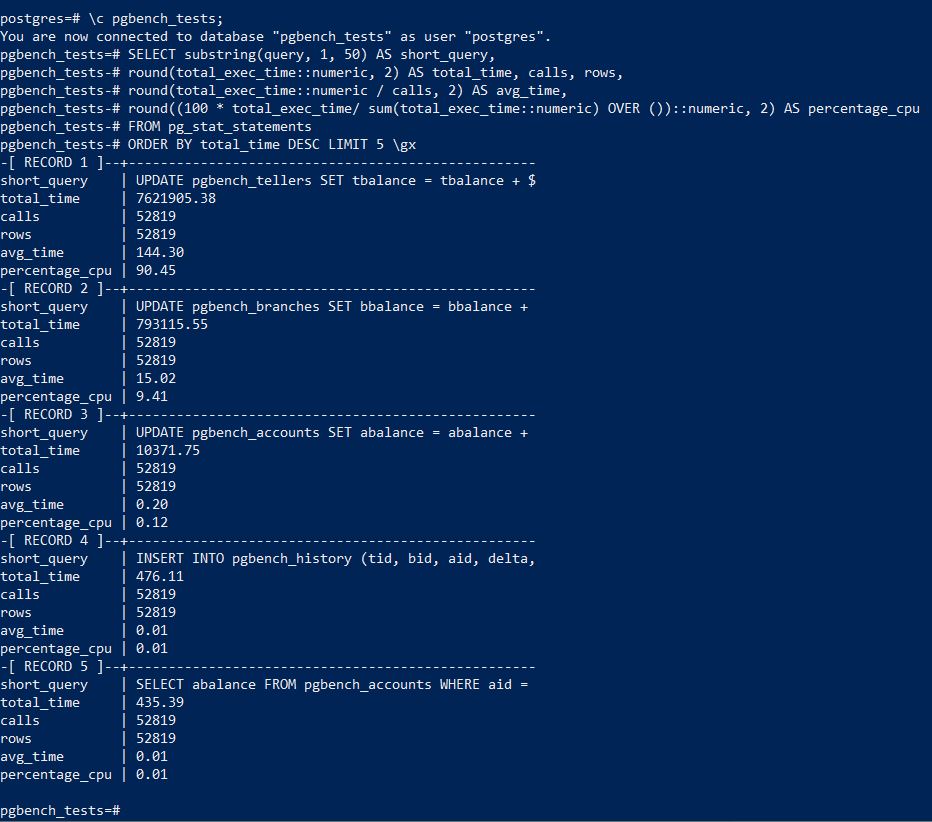 postgres=# \c pgbench_tests;
You are now connected to database "pgbench_tests" as user "postgres".
pgbench_tests=# SELECT substring(query, 1, 50) AS short_query,
pgbench_tests-# round(total_exec_time::numeric, 2) AS total_time, calls, rows,
pgbench_tests-# round(total_exec_time::numeric / calls, 2) AS avg_time,
pgbench_tests-# round((100 * total_exec_time/ sum(total_exec_time::numeric) OVER ())::numeric, 2) AS percentage_cpu
pgbench_tests-# FROM pg_stat_statements
pgbench_tests-# ORDER BY total_time DESC LIMIT 5 \gx
-[ RECORD 1 ]--+---------------------------------------------------
short_query    | UPDATE pgbench_tellers SET tbalance = tbalance + $
total_time     | 7621905.38
calls          | 52819
rows           | 52819
avg_time       | 144.30
percentage_cpu | 90.45
-[ RECORD 2 ]--+---------------------------------------------------
short_query    | UPDATE pgbench_branches SET bbalance = bbalance +
total_time     | 793115.55
calls          | 52819
rows           | 52819
avg_time       | 15.02
percentage_cpu | 9.41
-[ RECORD 3 ]--+---------------------------------------------------
short_query    | UPDATE pgbench_accounts SET abalance = abalance +
total_time     | 10371.75
calls          | 52819
rows           | 52819
avg_time       | 0.20
percentage_cpu | 0.12
-[ RECORD 4 ]--+---------------------------------------------------
short_query    | INSERT INTO pgbench_history (tid, bid, aid, delta,
total_time     | 476.11
calls          | 52819
rows           | 52819
avg_time       | 0.01
percentage_cpu | 0.01
-[ RECORD 5 ]--+---------------------------------------------------
short_query    | SELECT abalance FROM pgbench_accounts WHERE aid =
total_time     | 435.39
calls          | 52819
rows           | 52819
avg_time       | 0.01
percentage_cpu | 0.01
pgbench_tests=#